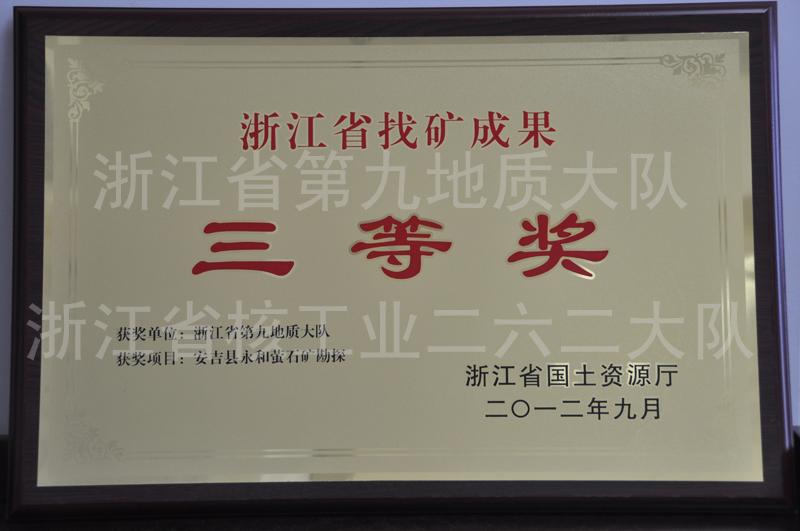 浙江省找矿成果
浙江省第九地质大队
三等奖
浙江省核工业二六二大队
获奖单位：浙江省第九地质大队
获奖项目：安吉县永和萤石矿勘探
浙江省国土资源厅
二〇一二年九月